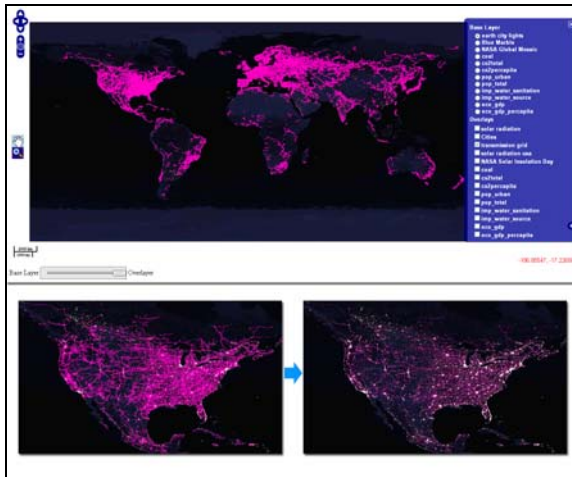 Base Layer
earth city lights
Blue Marble
NASA Global Mosaic
coal
co2total
co2percapita
pop_urban
pop_total
imp_water_sanitation
imp_water_source
eco_gdp
eco_gdp_percapita
Overlays
solar radiation
Cities
transmission grid
solar radiation usa
NASA Solar Insolation Day
coal
co2total
co2percapita
pop_urban
pop_total
imp_water_sanitation
imp_water_source
eco_gdp
eco_gdp_percapita
Base Layer Overlayer